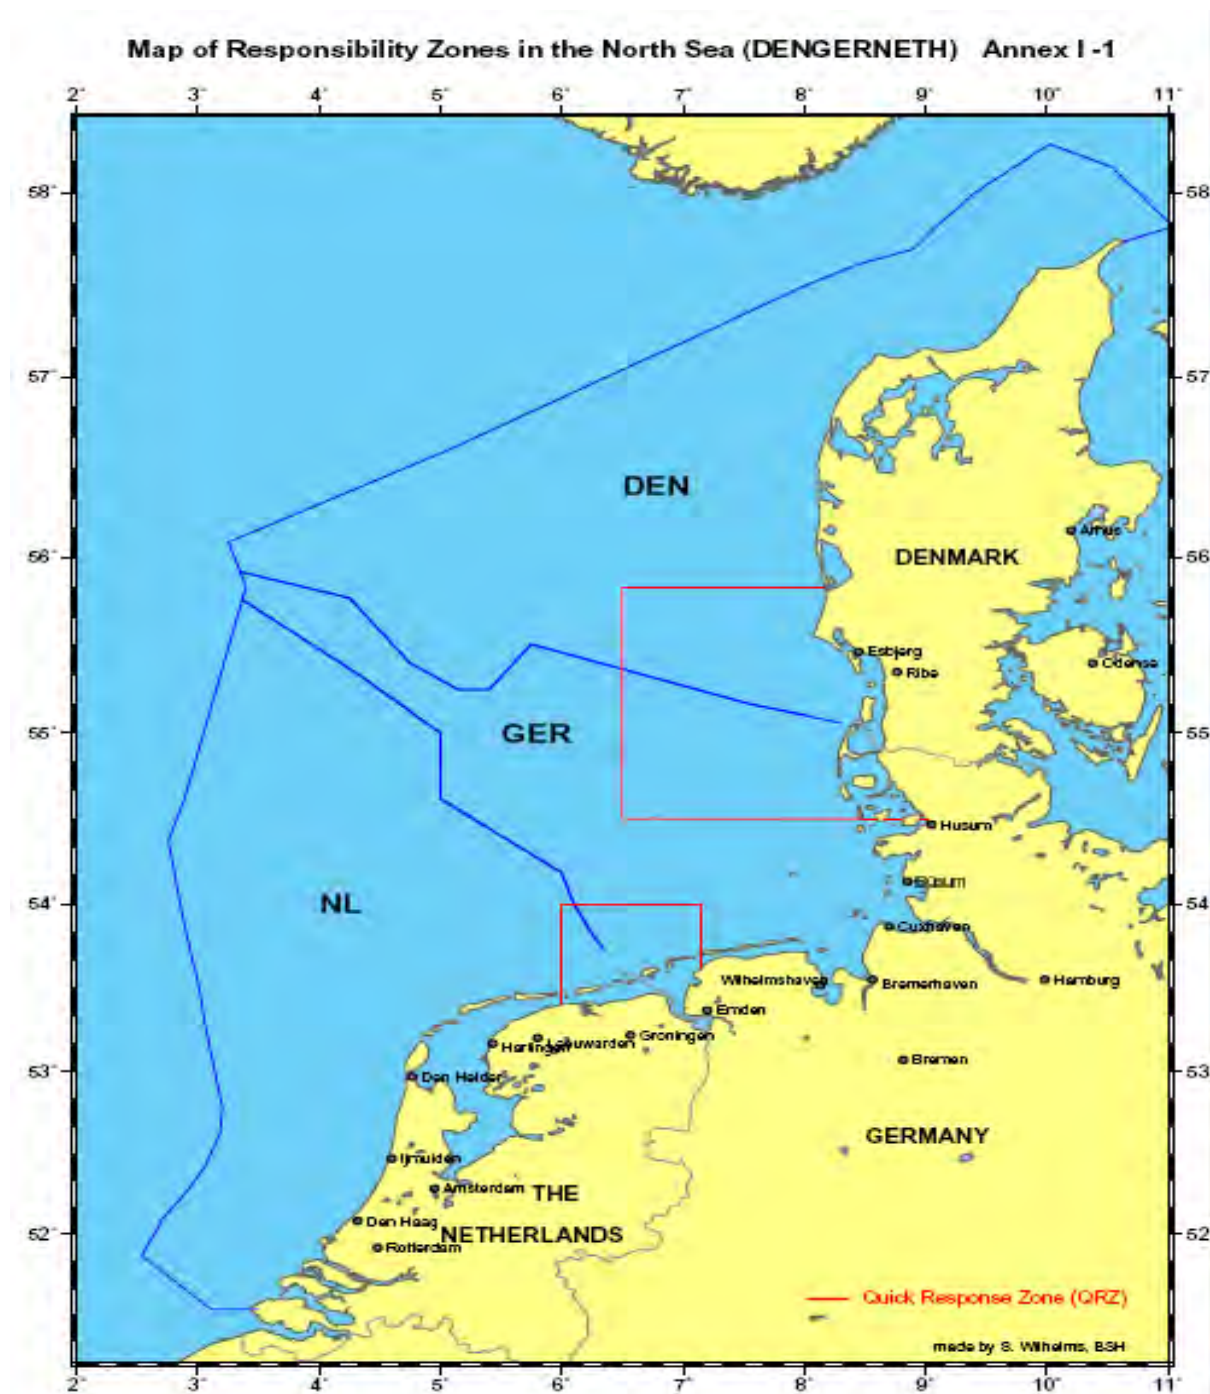 Map of Responsibility Zones in the North Sea (DENGERNETH) Annex I -1
2° 3° 4° 5° 6° 7° 8° 9° 10° 11°
58° 58
57° 57
DEN
Arhus
56° DENMARK 56
Esbjerg
Odense
Ribe
GER
55° 55
Husum
Büsum
NL
54° 54
Cuxhaven
Wilhelmshaven
Bremerhaven
Hamburg
Emden
Groningen
Leeuwarden
Harlingen
Bremen
53° 53
Den Helder
GERMANY
Ijmuiden
Amsterdam
THE
Den Haag
NETHERLANDS
52° 52
Rotterdam
Quick Response Zone (QRZ)
made by S. Wilhelms, BSH
2° 3° 4° 5° 6° 7° 8° 9° 10° 11°